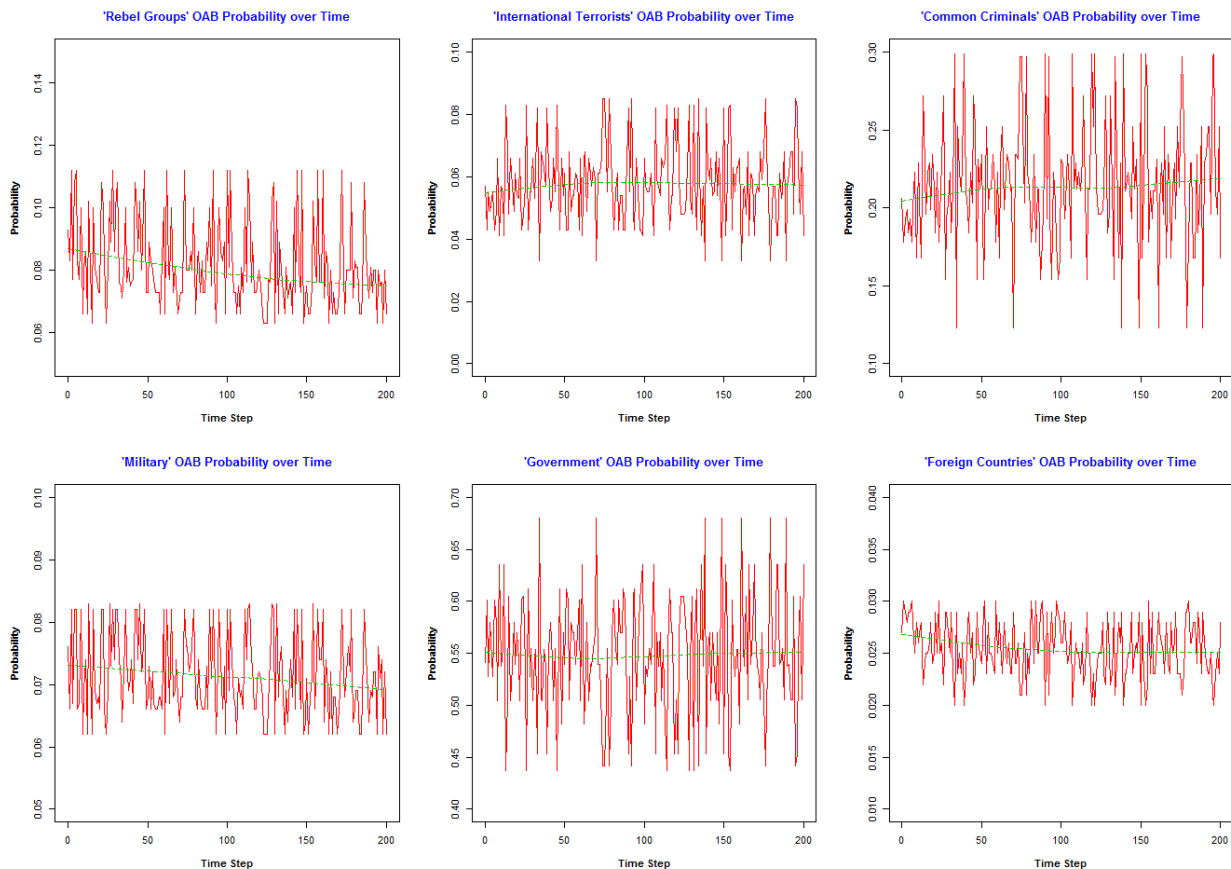 'Rebel Groups' OAB Probability over Time
Probability
0.14
0.12
0.10
0.08
0.06
0 50 100 150 200
Time Step
'International Terrorists' OAB Probability over Time
Probability
0.10
0.08
0.06
0.04
0.02
0.00
0 50 100 150 200
Time Step
'Common Criminals' OAB Probability over Time
Probability
0.30
0.25
0.20
0.15
0.10
0 50 100 150 200
Time Step
'Military' OAB Probability over Time
Probability
0.10
0.09
0.08
0.07
0.06
0.05
0 50 100 150 200
Time Step
'Government' OAB Probability over Time
Probability
0.70
0.65
0.60
0.55
0.50
0.45
0.40
0 50 100 150 200
Time Step
'Foreign Countries' OAB Probability over Time
Probability
0.040
0.035
0.030
0.025
0.020
0.015
0.010
0 50 100 150 200
Time Step